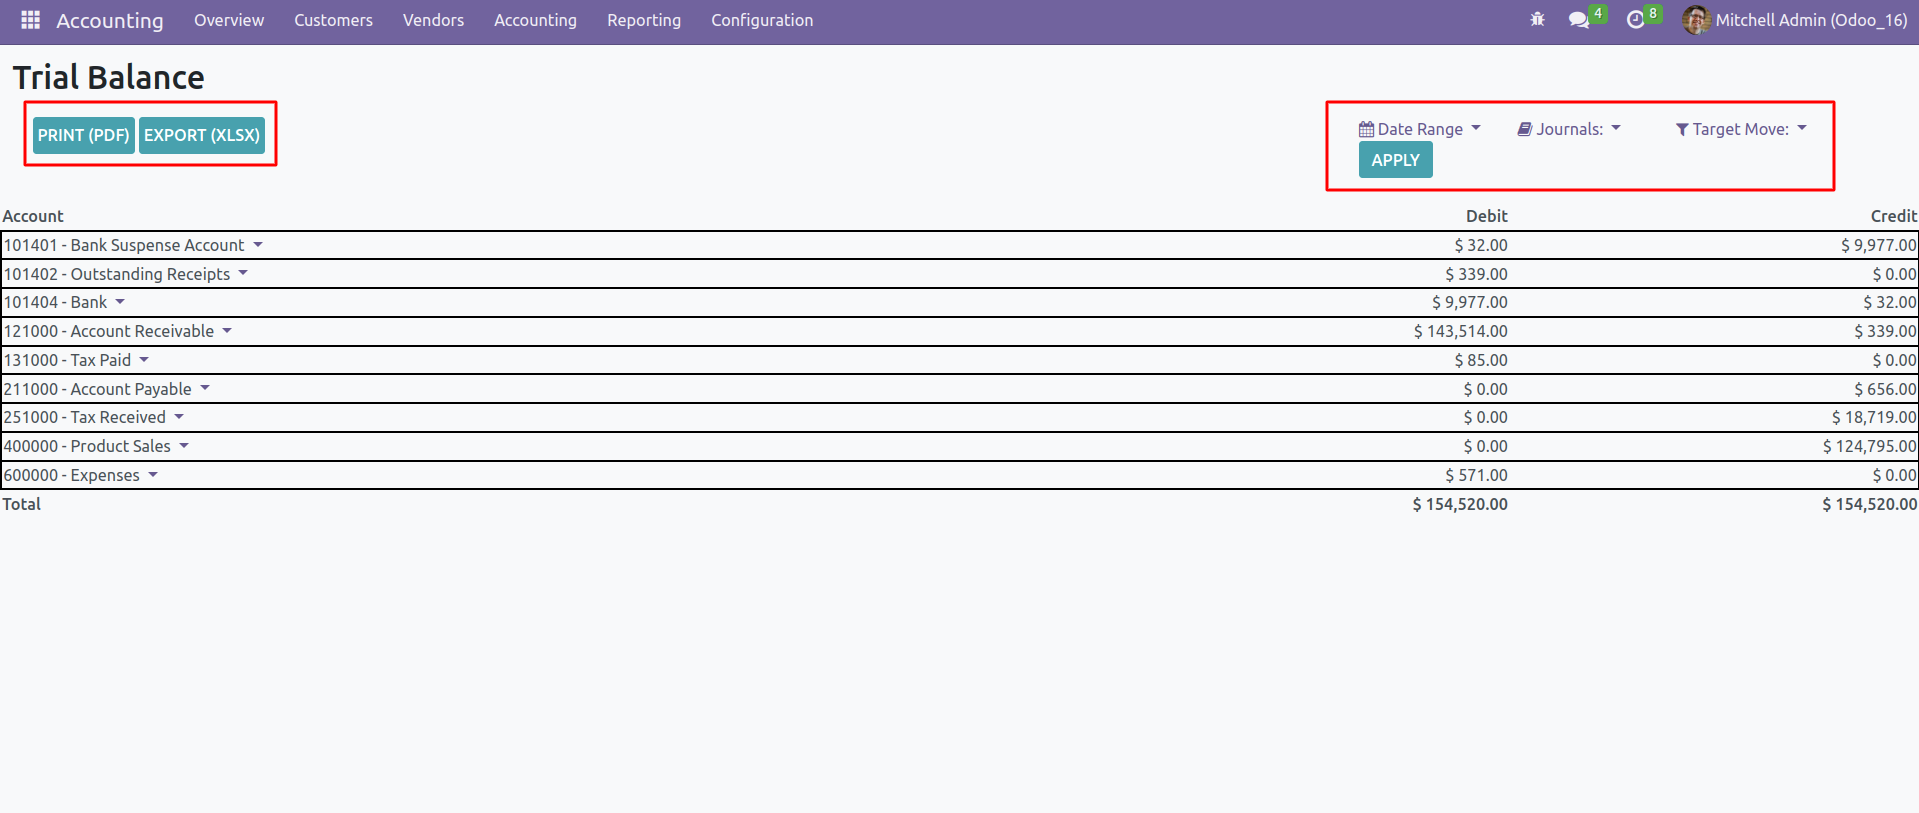 Accounting Overview Customers Vendors Accounting Reporting Configuration 4 8 Mitchell Admin (Odoo_16)
Trial Balance
PRINT (PDF) EXPORT (XLSX) Date Range Journals: Target Move:
APPLY
Account Debit Credit
101401 - Bank Suspense Account $ 32.00 $ 9,977.00
101402 - Outstanding Receipts $ 339.00 $ 0.00
101404 - Bank $ 9,977.00 $ 32.00
121000 - Account Receivable $ 143,514.00 $ 339.00
131000 - Tax Paid $ 85.00 $ 0.00
211000 - Account Payable $ 0.00 $ 656.00
251000 - Tax Received $ 0.00 $ 18,719.00
400000 - Product Sales $ 0.00 $ 124,795.00
600000 - Expenses $ 571.00 $ 0.00
Total $ 154,520.00 $ 154,520.00